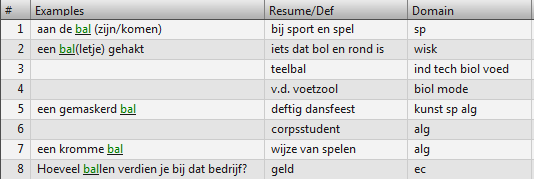 # Examples Resume/Def Domain
1 aan de bal (zijn/komen) bij sport en spel sp
2 een bal(letje) gehakt iets dat bol en rond is wisk
3 teelbal ind tech biol voed
4 v.d. voetzool biol mode
5 een gemaskerd bal deftig dansfeest kunst sp alg
6 corpsstudent alg
7 een kromme bal wijze van spelen alg
8 Hoeveel ballen verdien je bij dat bedrijf? geld ec